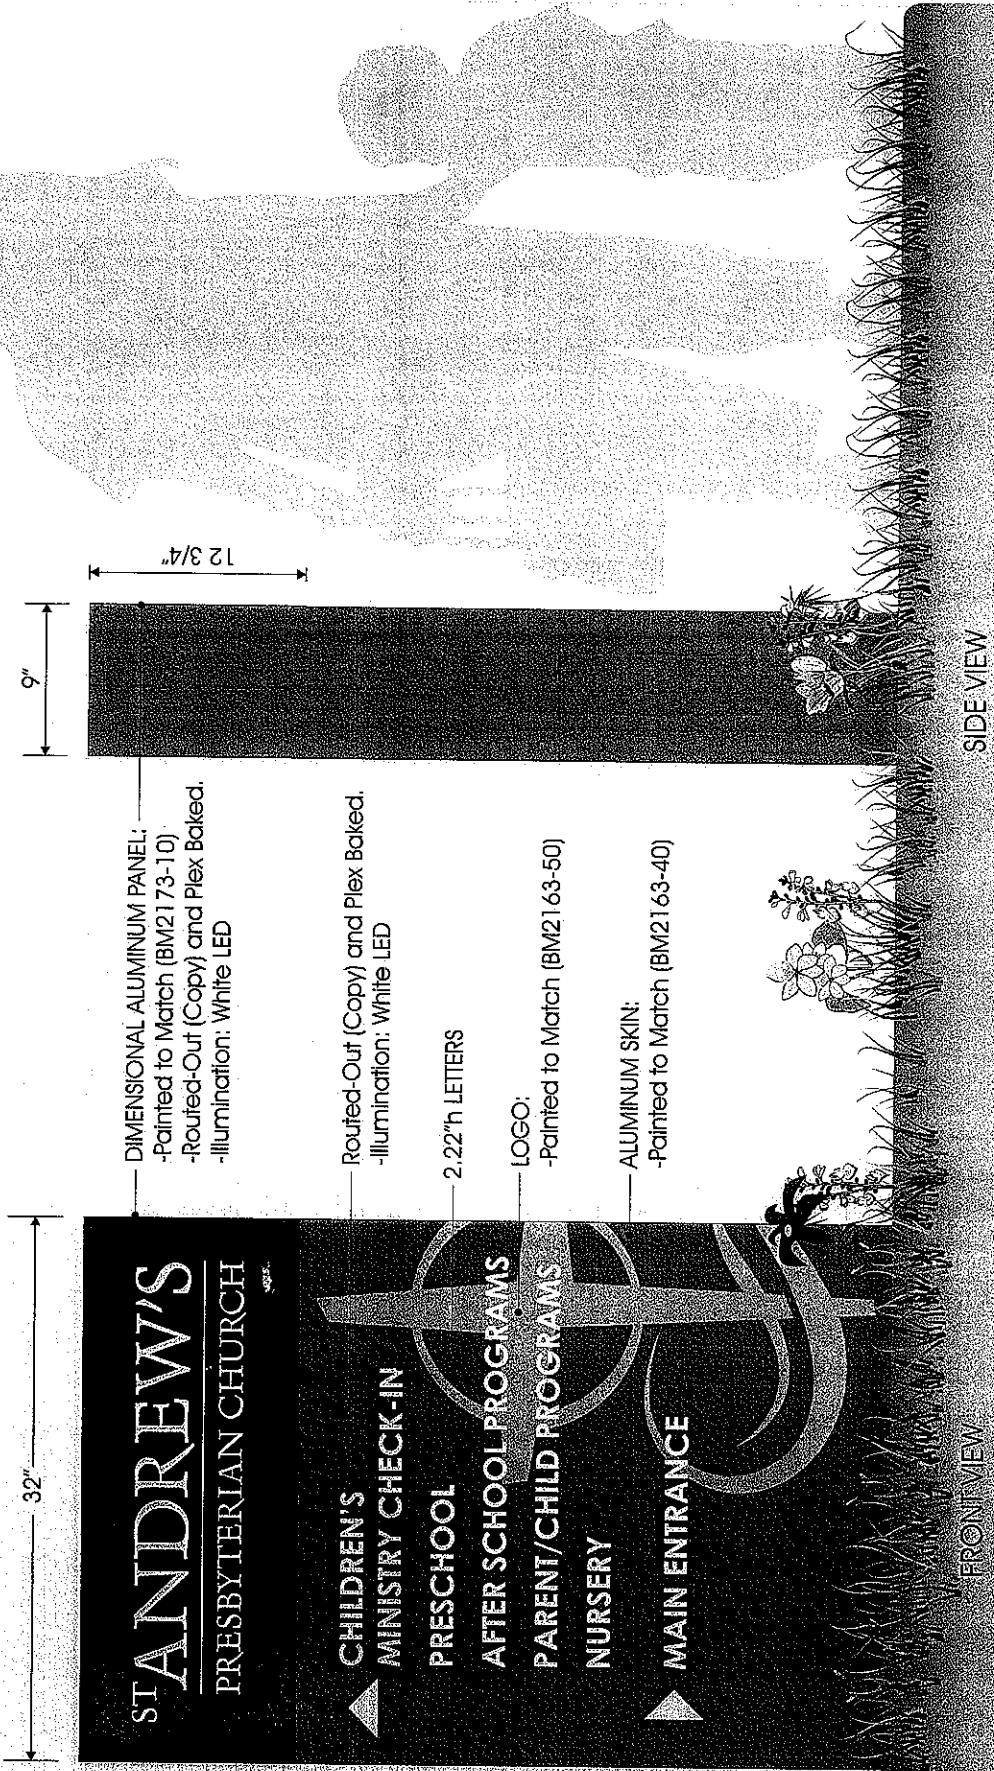 32"
9"
12 3/4"
ST ANDREW'S
PRESBYTERIAN CHURCH
CHILDREN'S
MINISTRY CHECK-IN
PRESCHOOL
AFTER SCHOOL PROGRAMS
PARENT/CHILD PROGRAMS
NURSERY
MAIN ENTRANCE
DIMENSIONAL ALUMINUM PANEL:
-Painted to Match (BM2173-10)
-Routed-Out (Copy) and Plex Baked.
-Illumination: White LED
Routed-Out (Copy) and Plex Baked.
-Illumination: White LED
2.22"h LETTERS
LOGO:
-Painted to Match (BM2163-50)
ALUMINUM SKIN:
-Painted to Match (BM2163-40)
FRONT VIEW
SIDE VIEW